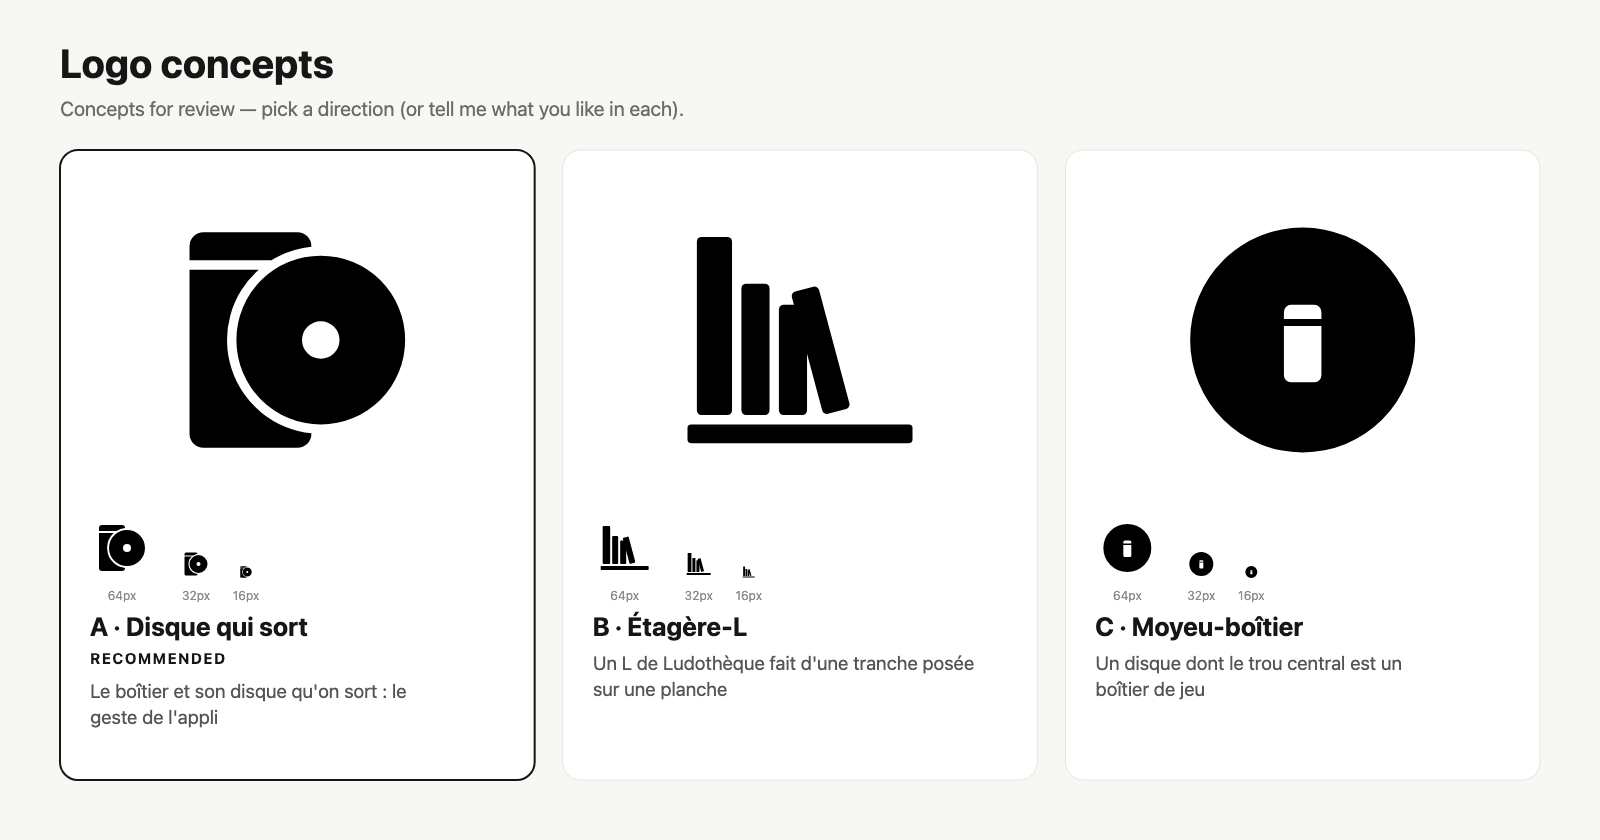 Logo concepts
Concepts for review — pick a direction (or tell me what you like in each).
64px 32px 16px
A · Disque qui sort
RECOMMENDED
Le boîtier et son disque qu'on sort : le
geste de l'appli
64px 32px 16px
B · Étagère-L
Un L de Ludothèque fait d'une tranche posée
sur une planche
64px 32px 16px
C · Moyeu-boîtier
Un disque dont le trou central est un
boîtier de jeu